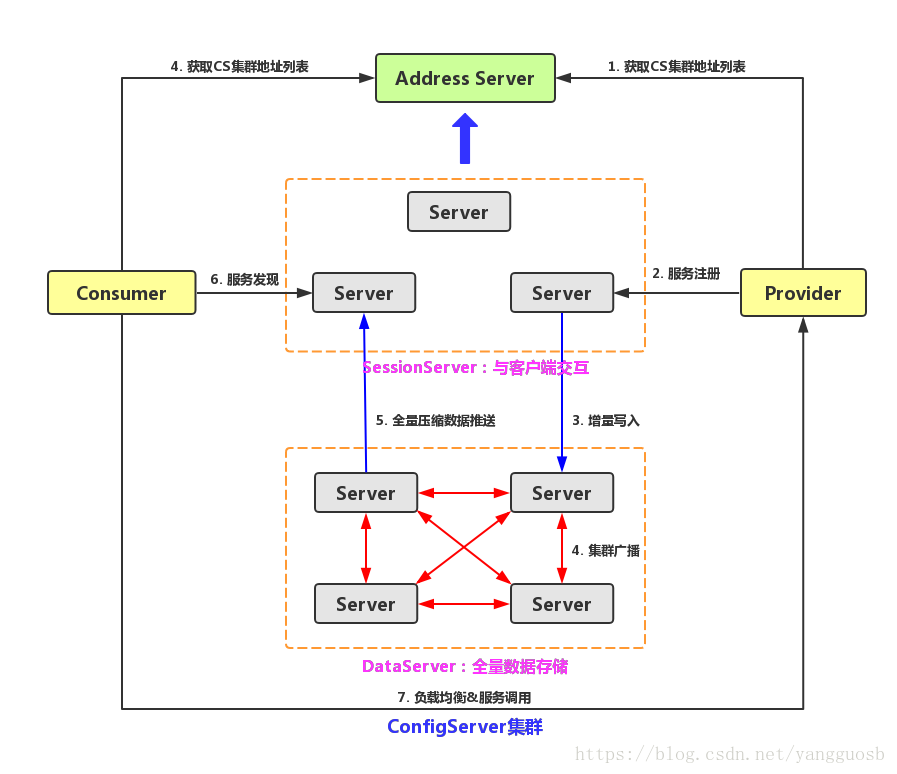 4. 获取CS集群地址列表
1. 获取CS集群地址列表
Address Server
Server
6. 服务发现
2. 服务注册
Consumer
Server
Server
Provider
SessionServer：与客户端交互
5. 全量压缩数据推送
3. 增量写入
Server
Server
4. 集群广播
Server
Server
DataServer：全量数据存储
7. 负载均衡&服务调用
ConfigServer集群
https://blog.csdn.net/yangguosb